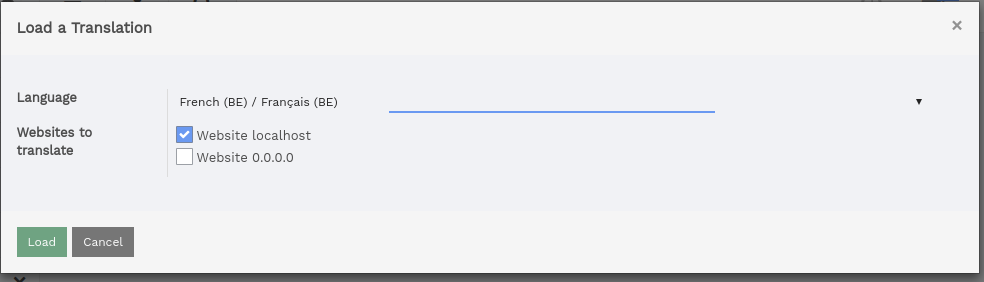 Load a Translation ×
Language
French (BE) / Français (BE)
Websites to
translate
Website localhost
Website 0.0.0.0
Load Cancel